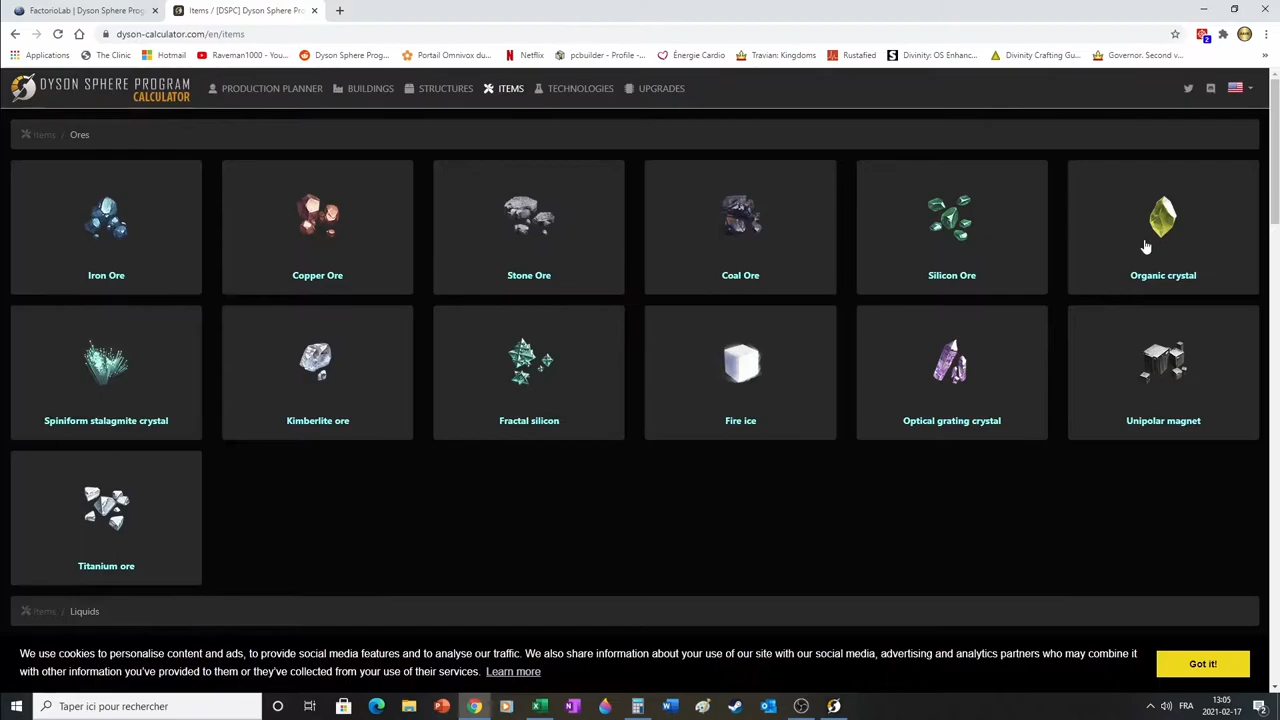 FactorioLab | Dyson Sphere Prog
Items / [DSPC] Dyson Sphere Pro
dyson-calculator.com/en/items
Applications
The Clinic
Hotmail
Raveman1000 - You...
Dyson Sphere Prog...
Portail Omnivox du...
Netflix
pcbuilder - Profile -...
Énergie Cardio
Travian: Kingdoms
Rustafied
Divinity: OS Enhanc...
Divinity Crafting Gu...
Governor. Second v...
DYSON SPHERE PROGRAM
CALCULATOR
PRODUCTION PLANNER
BUILDINGS
STRUCTURES
ITEMS
TECHNOLOGIES
UPGRADES
Items / Ores
Iron Ore
Copper Ore
Stone Ore
Coal Ore
Silicon Ore
Organic crystal
Spiniform stalagmite crystal
Kimberlite ore
Fractal silicon
Fire ice
Optical grating crystal
Unipolar magnet
Titanium ore
Items / Liquids
We use cookies to personalise content and ads, to provide social media features and to analyse our traffic. We also share information about your use of our site with our social media, advertising and analytics partners who may combine it
with other information you've provided to them or they've collected from your use of their services. Learn more
Got it!
Taper ici pour rechercher
FRA
13:05
2021-02-17
2